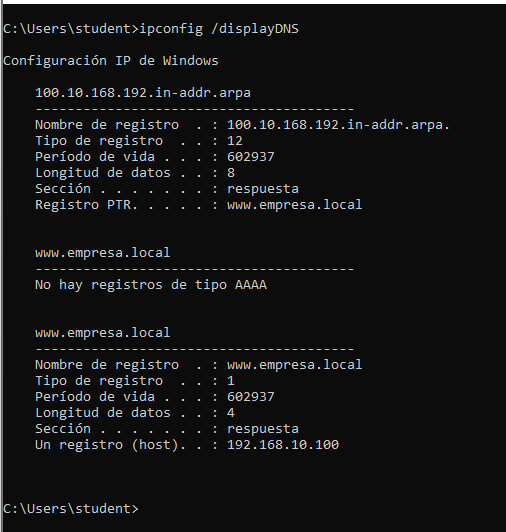 C:\Users\student>ipconfig /displayDNS
Configuración IP de Windows
100.10.168.192.in-addr.arpa
----------------------------------------
Nombre de registro  . : 100.10.168.192.in-addr.arpa.
Tipo de registro  . . : 12
Período de vida . . . : 602937
Longitud de datos . . : 8
Sección . . . . . . . : respuesta
Registro PTR. . . . . : www.empresa.local
www.empresa.local
----------------------------------------
No hay registros de tipo AAAA
www.empresa.local
----------------------------------------
Nombre de registro  . : www.empresa.local
Tipo de registro  . . : 1
Período de vida . . . : 602937
Longitud de datos . . : 4
Sección . . . . . . . : respuesta
Un registro (host). . : 192.168.10.100
C:\Users\student>